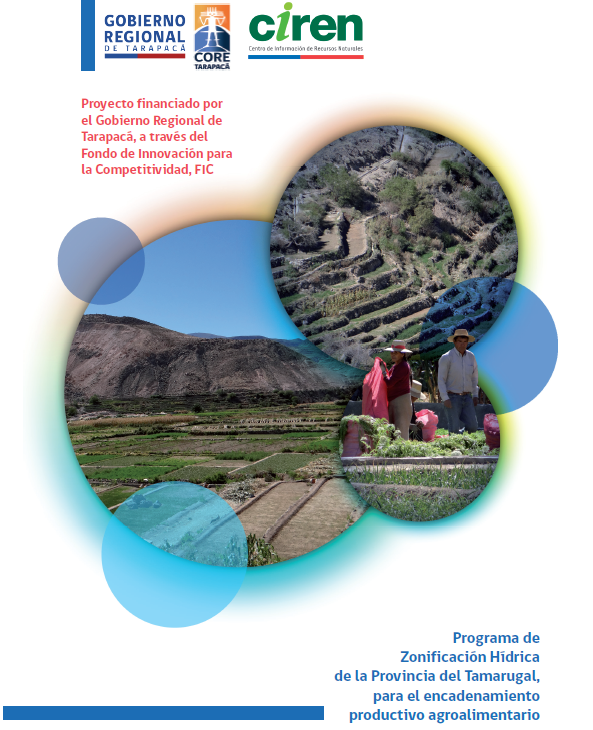 GOBIERNO
REGIONAL
DE TARAPACÁ
CORE
TARAPACÁ
ciren
Centro de Información de Recursos Naturales
Proyecto financiado por
el Gobierno Regional de
Tarapacá, a través del
Fondo de Innovación para
la Competitividad, FIC
Programa de
Zonificación Hídrica
de la Provincia del Tamarugal,
para el encadenamiento
productivo agroalimentario